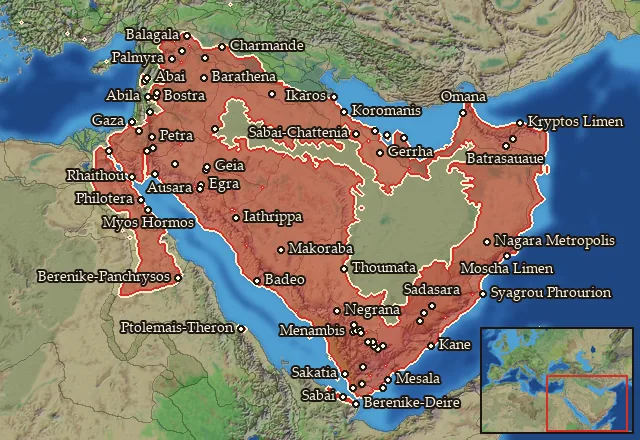 Balagala
Charmande
Palmyra
Abai
Barathena
Abila
Bostra
Ikaros
Koromanis
Omana
Gaza
Kryptos Limen
Petra
Sabai-Chattenia
Gerrha
Batrasauaue
Rhaithou
Geia
Ausara
Egra
Philotera
Myos Hormos
Iathrippa
Nagara Metropolis
Makoraba
Thoumata
Moscha Limen
Berenike-Panchrysos
Badeo
Sadasara
Syagrou Phrourion
Negrana
Ptolemais-Theron
Menambis
Kane
Sakatia
Mesala
Sabai
Berenike-Deire